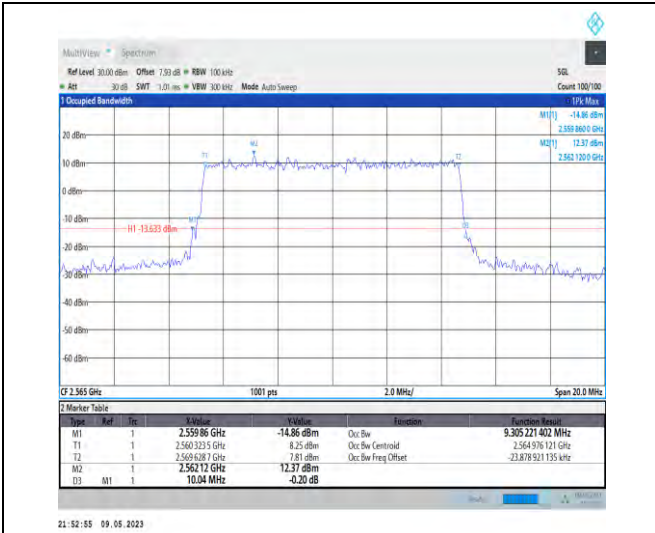 MultiView Spectrum
Ref Level 30.00 dBm Offset 7.93 dB RBW 100 kHz SGL
Att 30 dB SWT 1.01 ms VBW 300 kHz Mode Auto Sweep Count 100/100
1 Occupied Bandwidth 1Pk Max
M1[1] -14.86 dBm
2.559 860 0 GHz
M2[1] 12.37 dBm
2.562 120 0 GHz
20 dBm
M2
T1
T2
10 dBm
0 dBm
-10 dBm
M1
H1 -13.633 dBm
D3
-20 dBm
-30 dBm
-40 dBm
-50 dBm
-60 dBm
CF 2.565 GHz 1001 pts 2.0 MHz/ Span 20.0 MHz
2 Marker Table
Type Ref Trc X-Value Y-Value Function Function Result
M1 1 2.559 86 GHz -14.86 dBm Occ Bw 9.305 221 402 MHz
T1 1 2.560 323 5 GHz 8.25 dBm Occ Bw Centroid 2.564 976 121 GHz
T2 1 2.569 628 7 GHz 7.81 dBm Occ Bw Freq Offset -23.878 921 135 kHz
M2 1 2.562 12 GHz 12.37 dBm
D3 M1 1 10.04 MHz -0.20 dB
21:52:55 09.05.2023